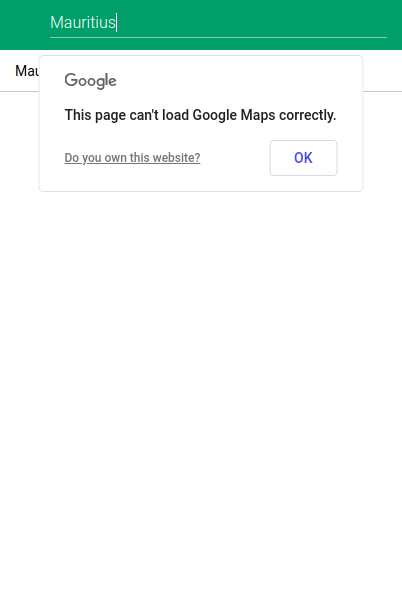 Mauritius
Mau
Google
This page can't load Google Maps correctly.
Do you own this website?
OK